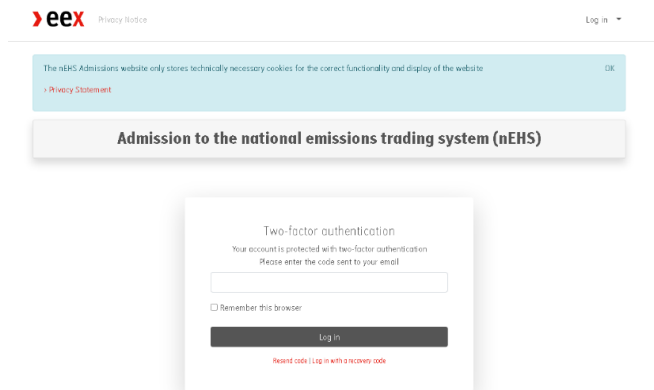 eex Privacy Notice Log in
The nEHS Admissions website only stores technically necessary cookies for the correct functionality and display of the website OK
› Privacy Statement
Admission to the national emissions trading system (nEHS)
Two-factor authentication
Your account is protected with two-factor authentication
Please enter the code sent to your email
Remember this browser
Log in
Resend code | Log in with a recovery code